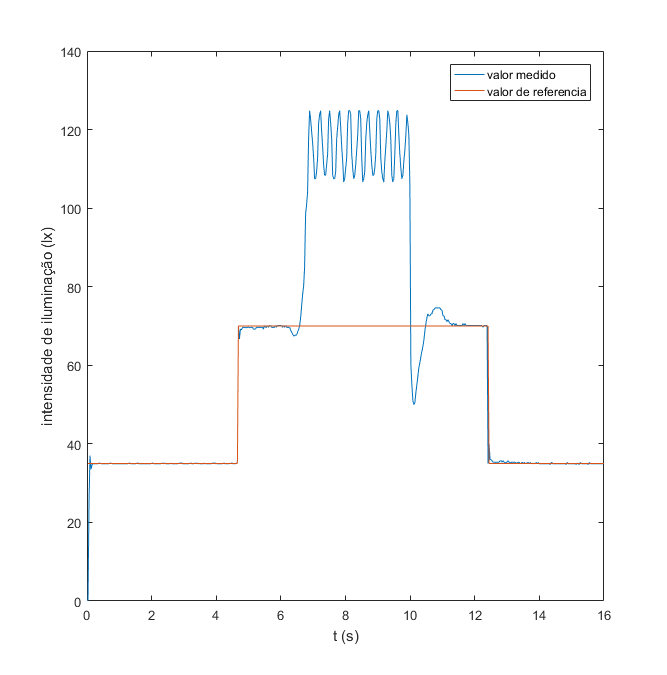 140
120
100
80
60
40
20
0
0 2 4 6 8 10 12 14 16
t (s)
intensidade de iluminação (lx)
valor medido
valor de referencia